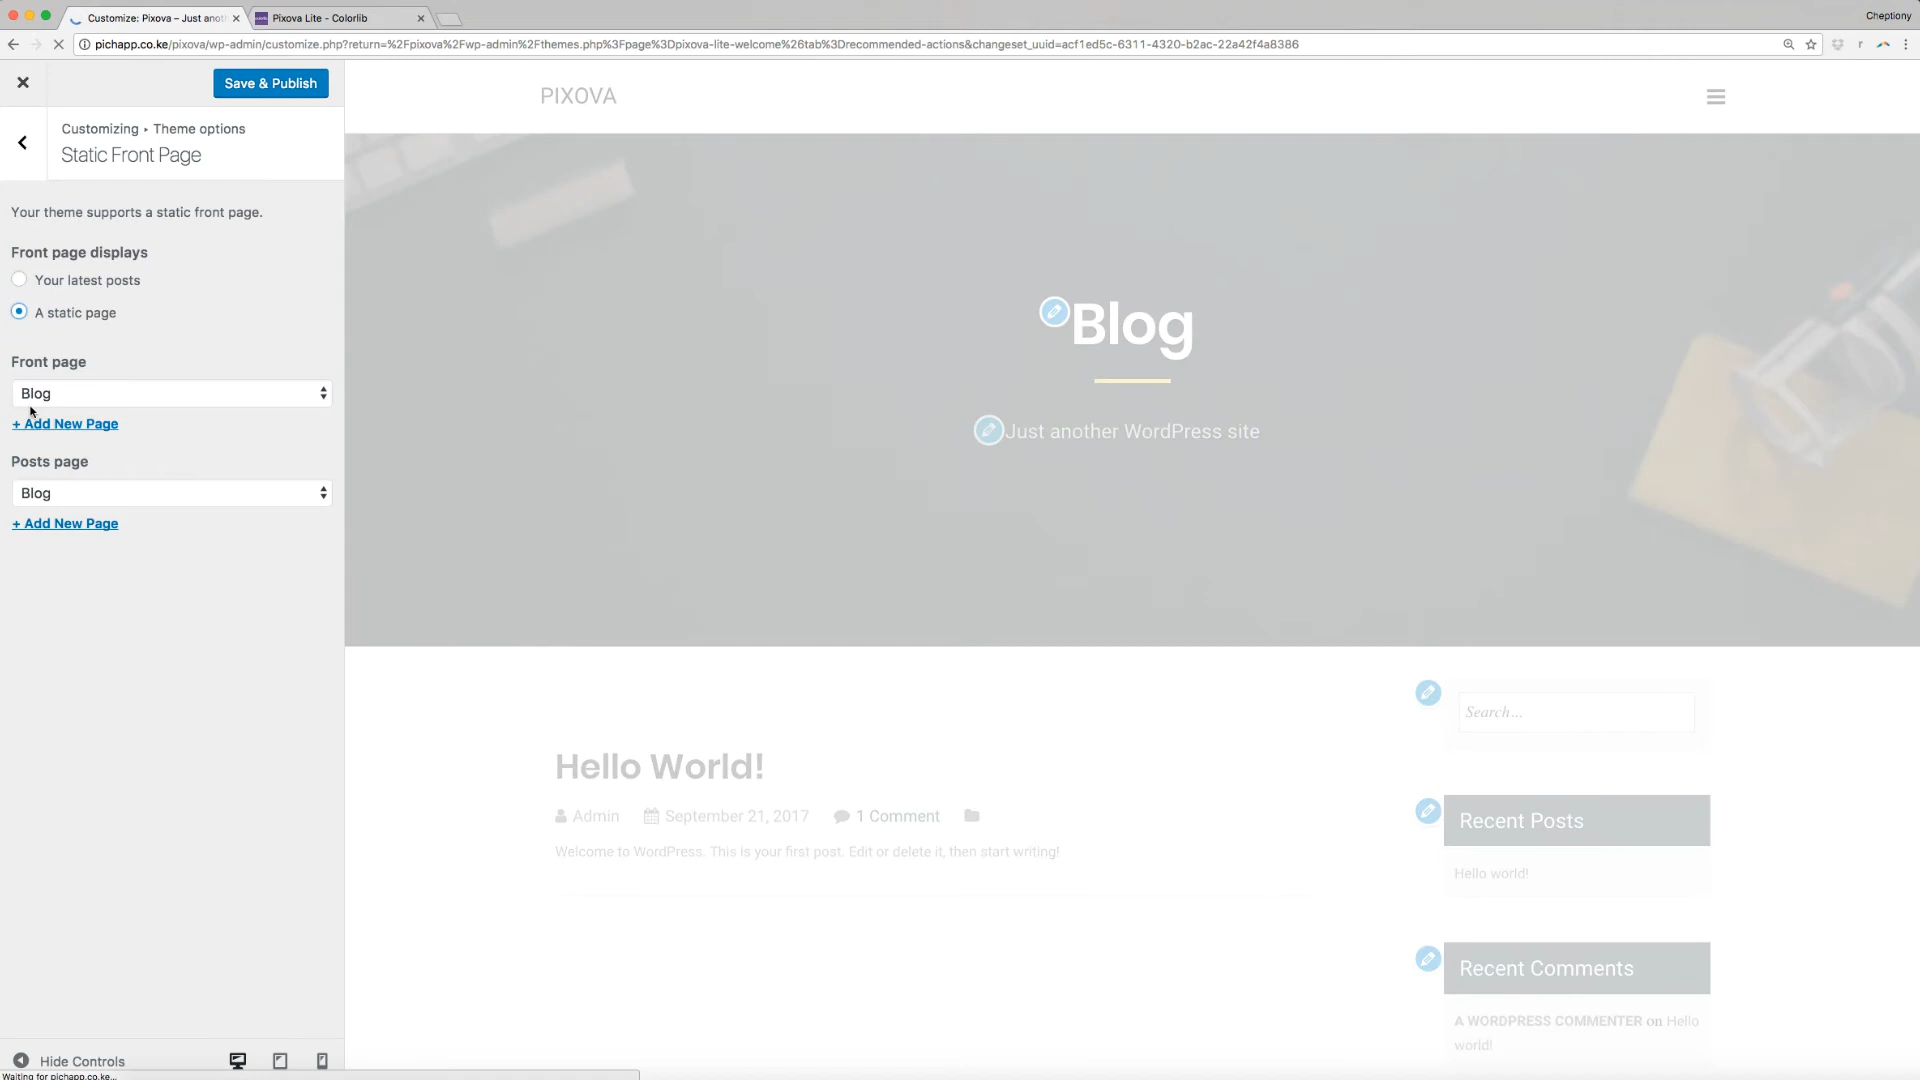 Customize: Pixova – Just anot
Pixova Lite - Colorlib
Cheptiony
pichapp.co.ke/pixova/wp-admin/customize.php?return=%2Fpixova%2Fwp-admin%2Fthemes.php%3Fpage%3Dpixova-lite-welcome%26tab%3Drecommended-actions&changeset_uuid=acf1ed5c-6311-4320-b2ac-22a42f4a8386
Save & Publish
Customizing ▸ Theme options
Static Front Page
Your theme supports a static front page.
Front page displays
Your latest posts
A static page
Front page
Blog
+ Add New Page
Posts page
Blog
+ Add New Page
Hide Controls
Waiting for pichapp.co.ke...
PIXOVA
Blog
Just another WordPress site
Hello World!
Admin September 21, 2017 1 Comment
Welcome to WordPress. This is your first post. Edit or delete it, then start writing!
Search...
Recent Posts
Hello world!
Recent Comments
A WORDPRESS COMMENTER on Hello
world!